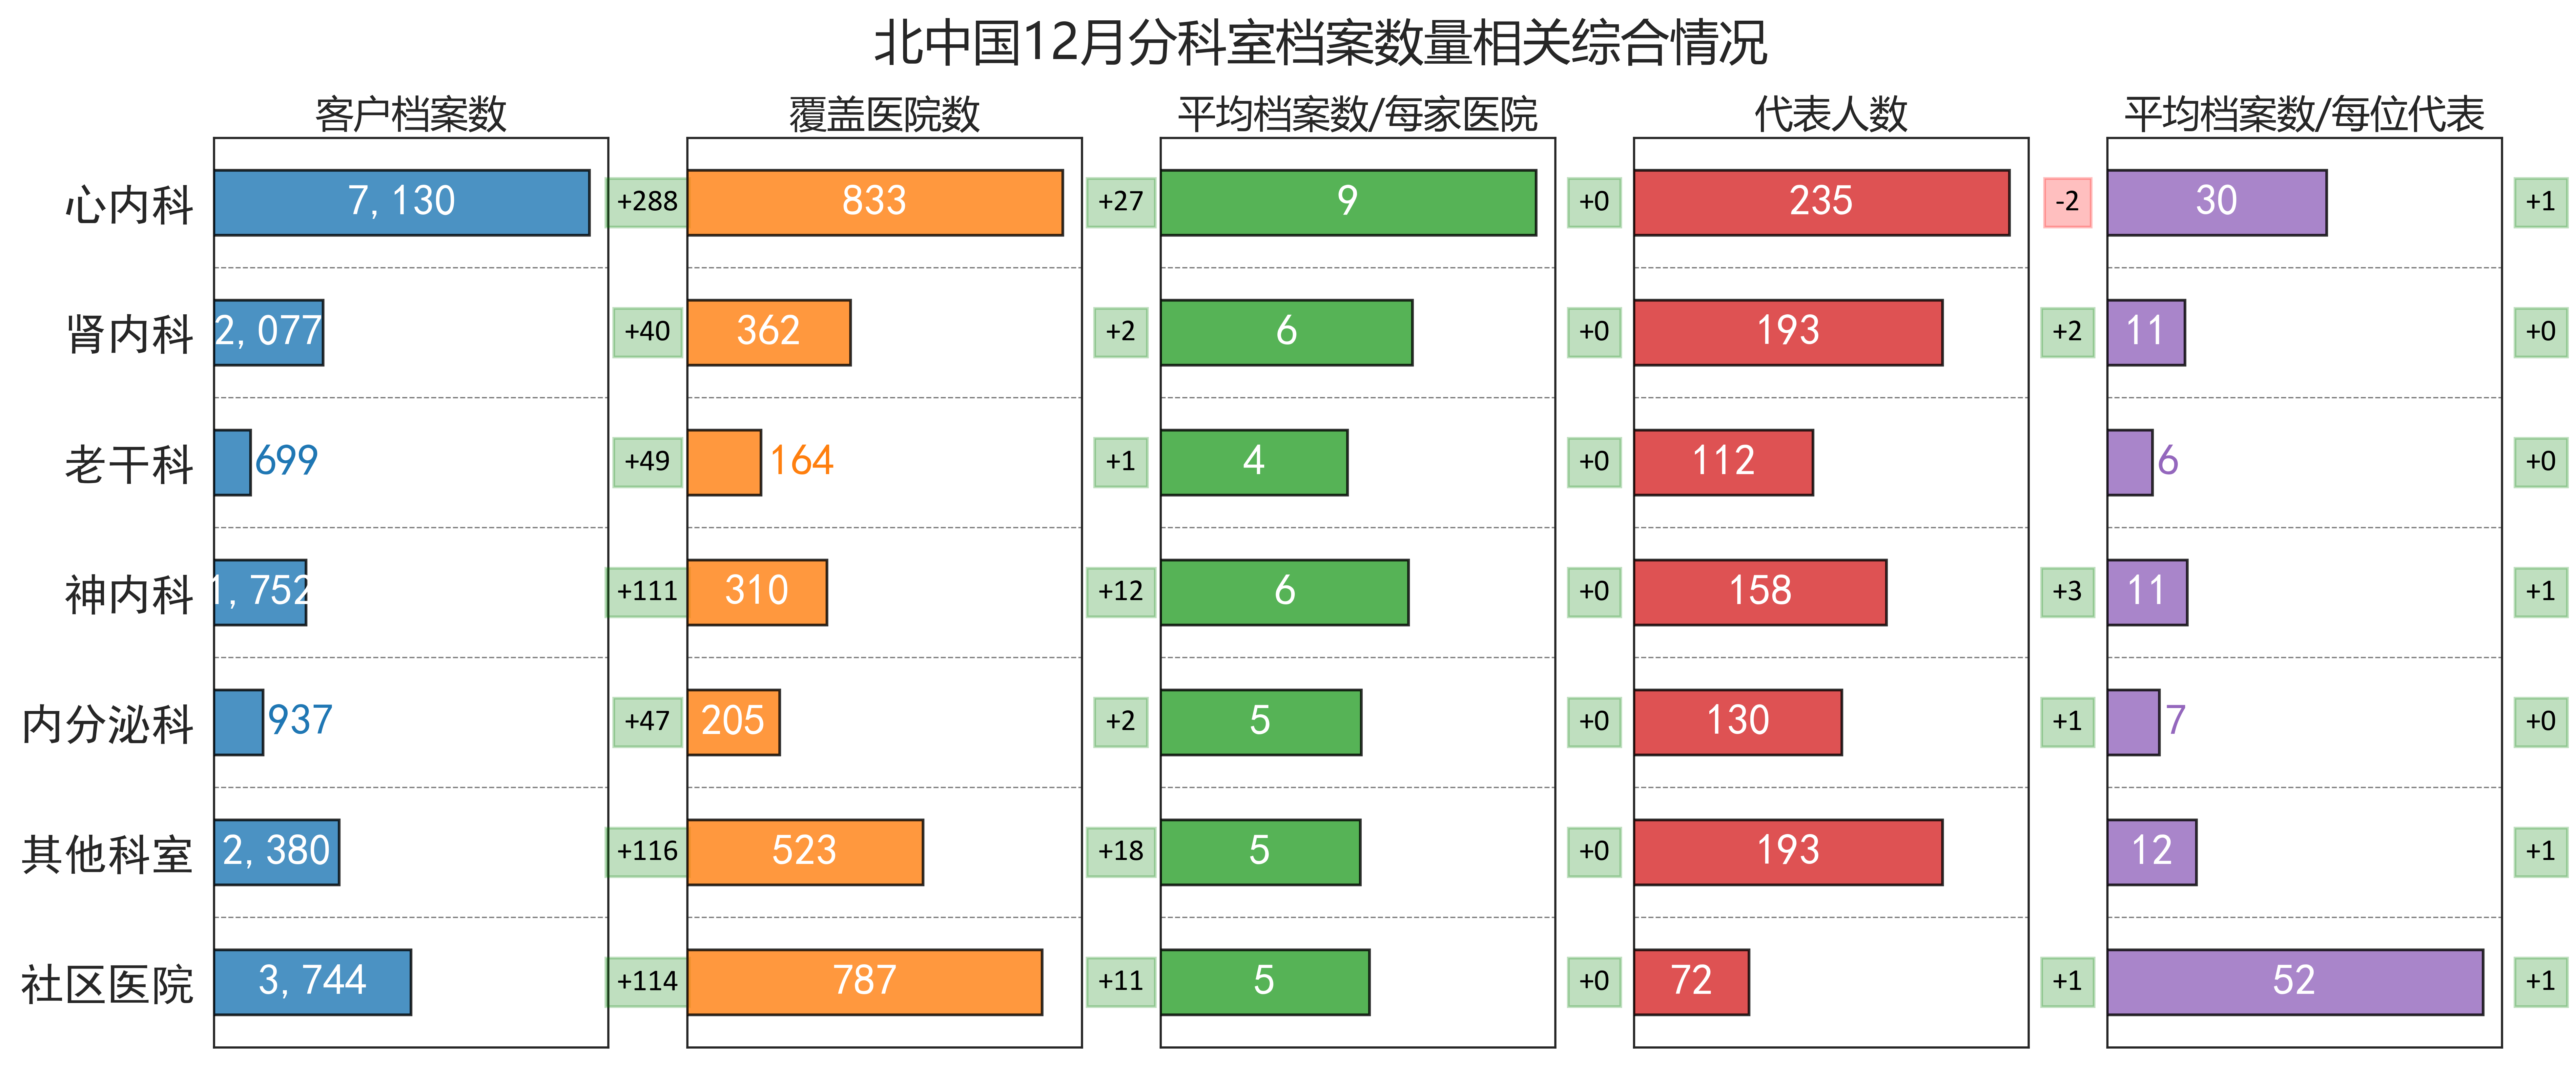 北中国12月分科室档案数量相关综合情况
客户档案数 覆盖医院数 平均档案数/每家医院 代表人数 平均档案数/每位代表
心内科 7,130 +288 833 +27 9 +0 235 -2 30 +1
肾内科 2,077 +40 362 +2 6 +0 193 +2 11 +0
老干科 699 +49 164 +1 4 +0 112 6 +0
神内科 1,752 +111 310 +12 6 +0 158 +3 11 +1
内分泌科 937 +47 205 +2 5 +0 130 +1 7 +0
其他科室 2,380 +116 523 +18 5 +0 193 12 +1
社区医院 3,744 +114 787 +11 5 +0 72 +1 52 +1